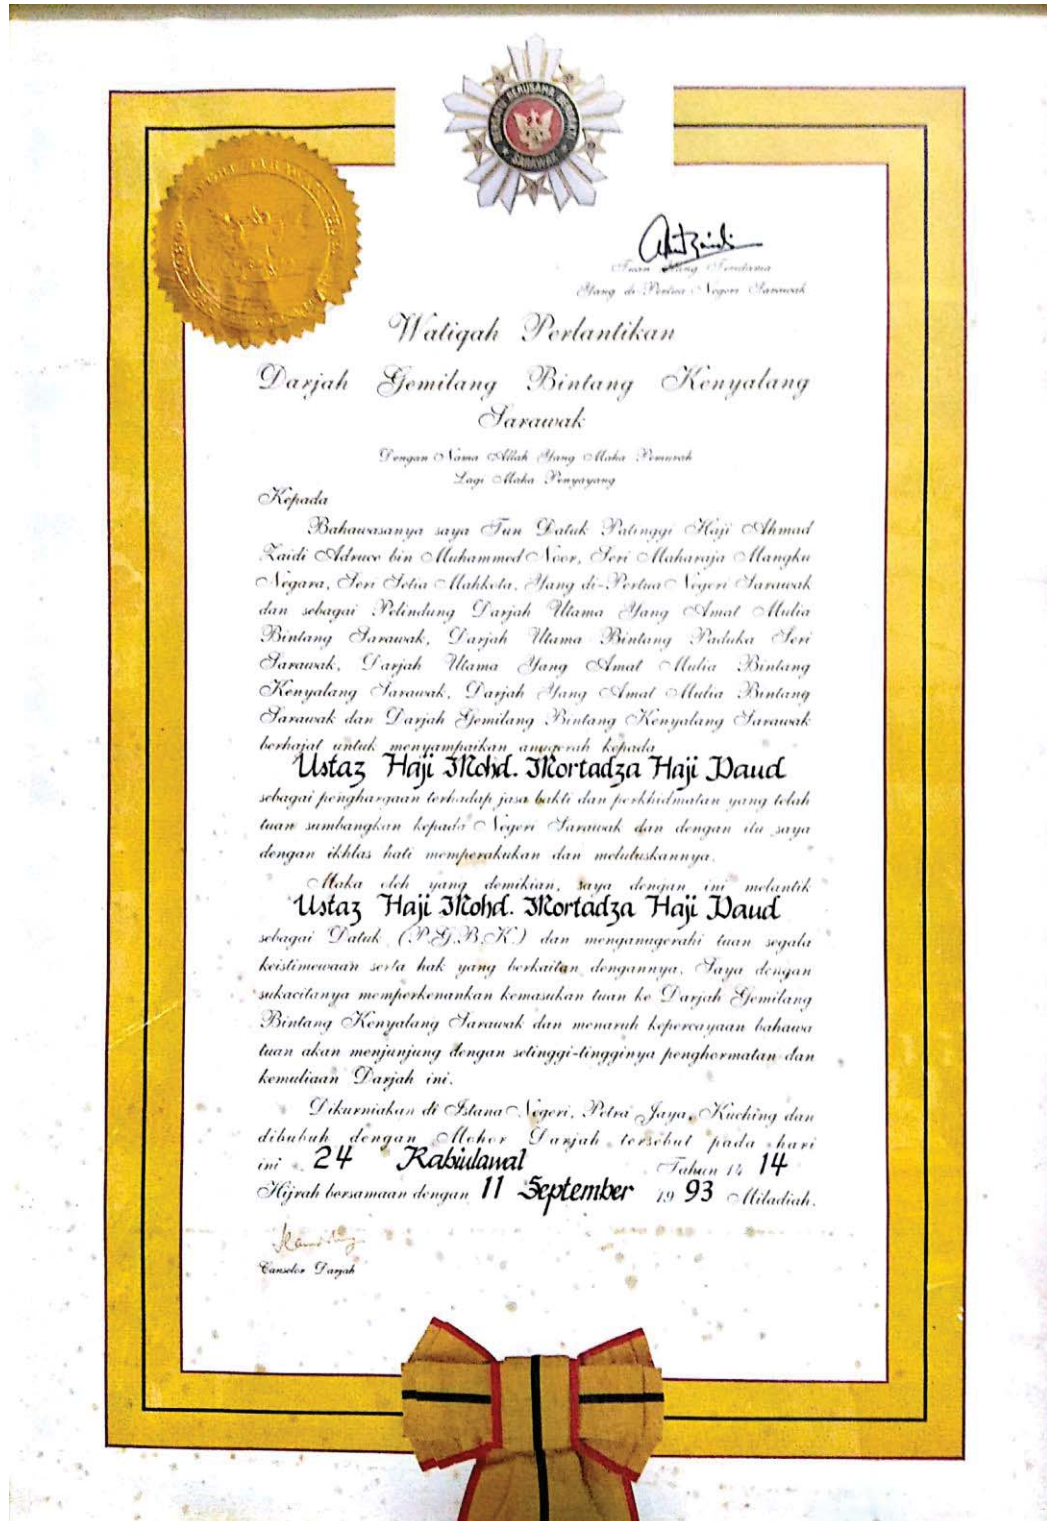 BERSATU BERUSAHA BERBAKTI
SARAWAK
Tuan Yang Terutama
Yang di-Pertua Negeri Sarawak
Watiqah Perlantikan
Darjah Gemilang Bintang Kenyalang
Sarawak
Dengan Nama Allah Yang Maha Pemurah
Lagi Maha Penyayang
Kepada
Bahawasanya saya Tun Datuk Patinggi Haji Ahmad
Zaidi Adruce bin Muhammed Noor, Seri Maharaja Mangku
Negara, Seri Setia Mahkota, Yang di-Pertua Negeri Sarawak
dan sebagai Pelindung Darjah Utama Yang Amat Mulia
Bintang Sarawak, Darjah Utama Bintang Paduka Seri
Sarawak, Darjah Utama Yang Amat Mulia Bintang
Kenyalang Sarawak, Darjah Yang Amat Mulia Bintang
Sarawak dan Darjah Gemilang Bintang Kenyalang Sarawak
berhajat untuk menyampaikan anugerah kepada
Ustaz Haji Mohd. Mortadza Haji Daud
sebagai penghargaan terhadap jasa bakti dan perkhidmatan yang telah
tuan sumbangkan kepada Negeri Sarawak dan dengan itu saya
dengan ikhlas hati memperakukan dan meluluskannya.
Maka oleh yang demikian, saya dengan ini melantik
Ustaz Haji Mohd. Mortadza Haji Daud
sebagai Datuk (P.G.B.K.) dan menganugerahi tuan segala
keistimewaan serta hak yang berkaitan dengannya. Saya dengan
sukacitanya memperkenankan kemasukan tuan ke Darjah Gemilang
Bintang Kenyalang Sarawak dan menaruh kepercayaan bahawa
tuan akan menjunjung dengan setinggi-tingginya penghormatan dan
kemuliaan Darjah ini.
Dikurniakan di Istana Negeri, Petra Jaya, Kuching dan
dibubuh dengan Mohor Darjah tersebut pada hari
ini 24 Rabiulawal Tahun 14 14
Hijrah bersamaan dengan 11 September 19 93 Miladiah.
Canselor Darjah